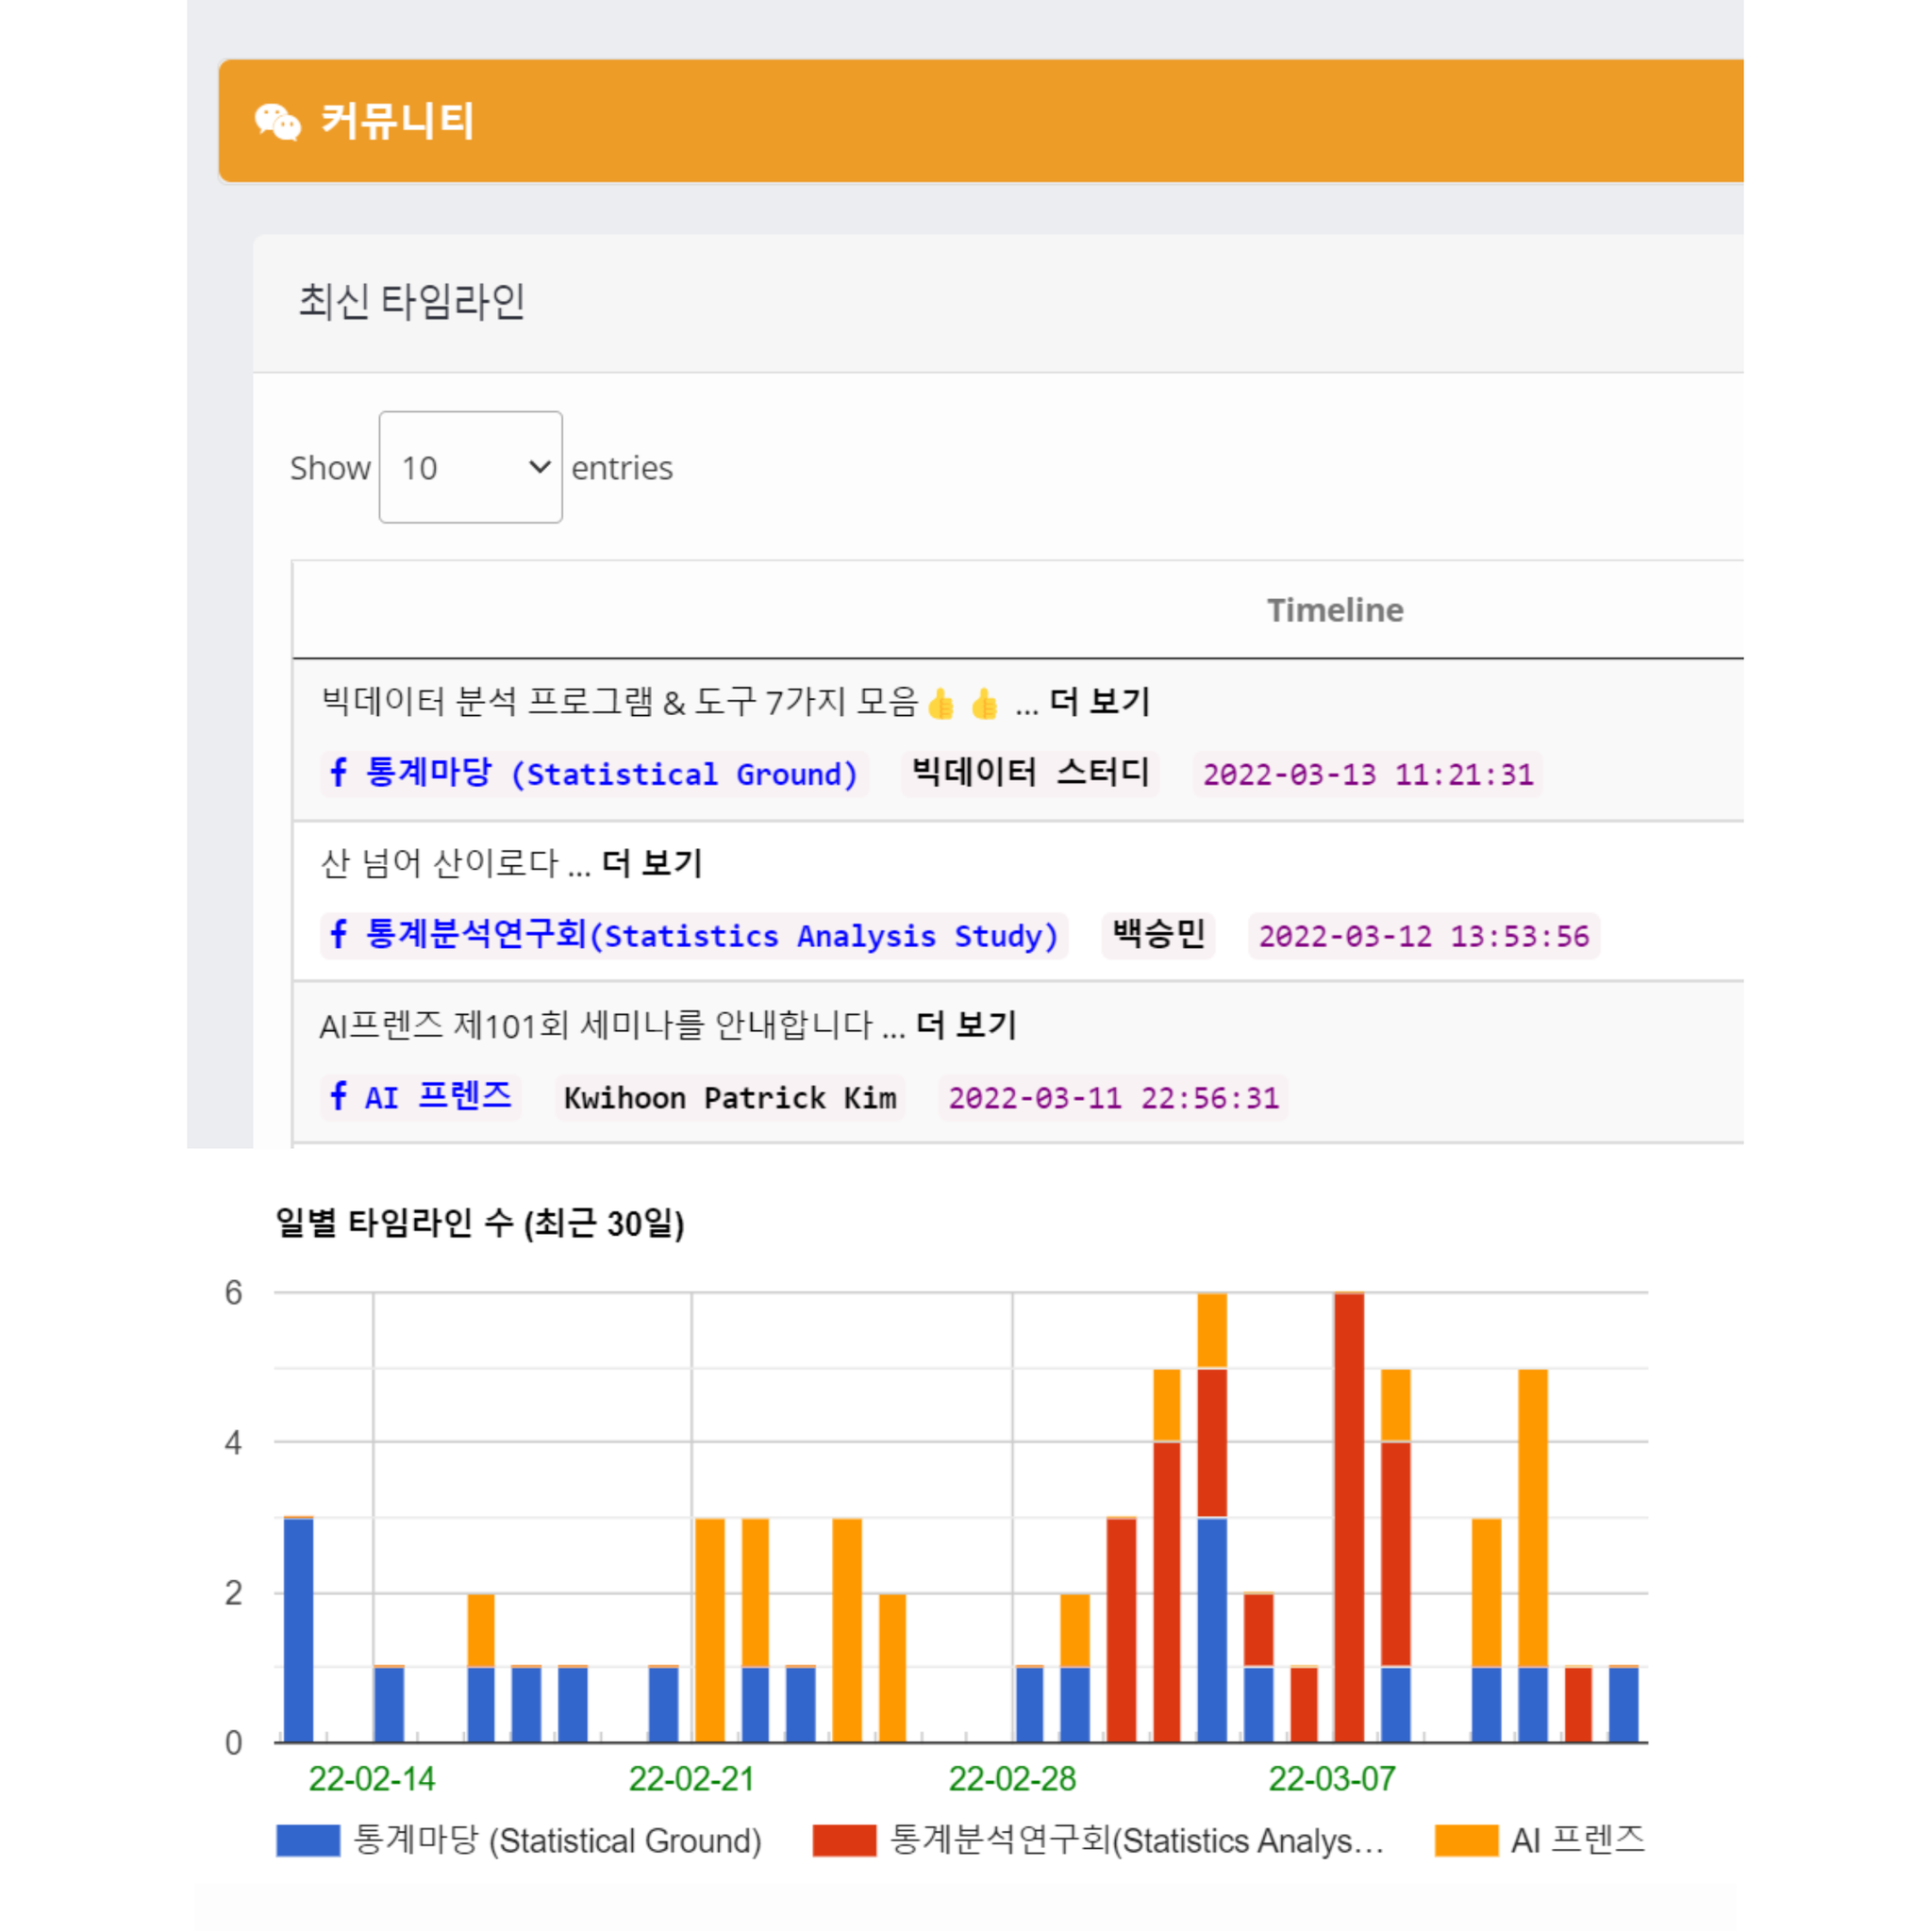 커뮤니티
최신 타임라인
Show 10 entries
Timeline
빅데이터 분석 프로그램 & 도구 7가지 모음👍 👍 ... 더 보기
통계마당 (Statistical Ground) 빅데이터 스터디 2022-03-13 11:21:31
산 넘어 산이로다 ... 더 보기
통계분석연구회(Statistics Analysis Study) 백승민 2022-03-12 13:53:56
AI프렌즈 제101회 세미나를 안내합니다 ... 더 보기
AI 프렌즈 Kwihoon Patrick Kim 2022-03-11 22:56:31
일별 타임라인 수 (최근 30일)
6
4
2
0
22-02-14 22-02-21 22-02-28 22-03-07
통계마당 (Statistical Ground) 통계분석연구회(Statistics Analys... AI 프렌즈